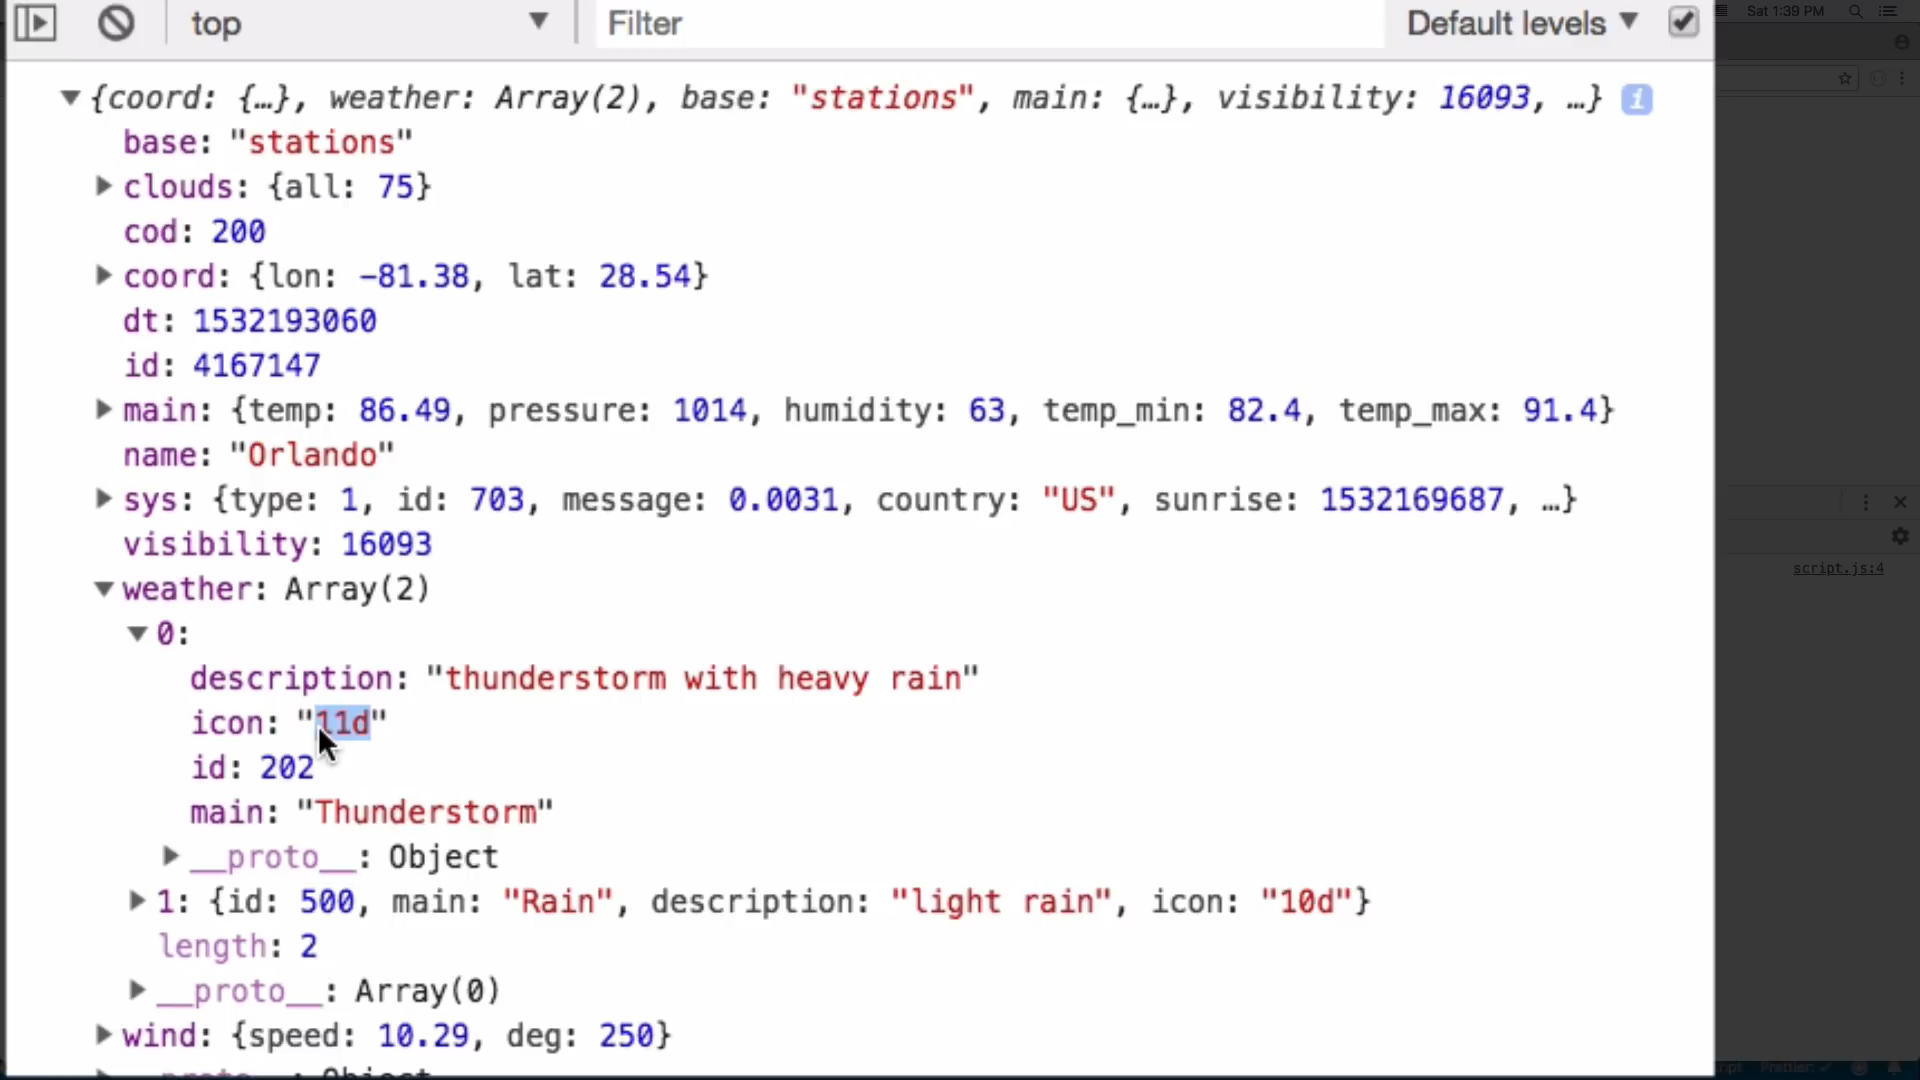 Sat 1:39 PM
top
Filter
Default levels
{coord: {…}, weather: Array(2), base: "stations", main: {…}, visibility: 16093, …} i
base: "stations"
clouds: {all: 75}
cod: 200
coord: {lon: -81.38, lat: 28.54}
dt: 1532193060
id: 4167147
main: {temp: 86.49, pressure: 1014, humidity: 63, temp_min: 82.4, temp_max: 91.4}
name: "Orlando"
sys: {type: 1, id: 703, message: 0.0031, country: "US", sunrise: 1532169687, …}
visibility: 16093
script.js:4
weather: Array(2)
0:
description: "thunderstorm with heavy rain"
icon: "11d"
id: 202
main: "Thunderstorm"
__proto__: Object
1: {id: 500, main: "Rain", description: "light rain", icon: "10d"}
length: 2
__proto__: Array(0)
wind: {speed: 10.29, deg: 250}
__proto__: Object
Prettier: ✓